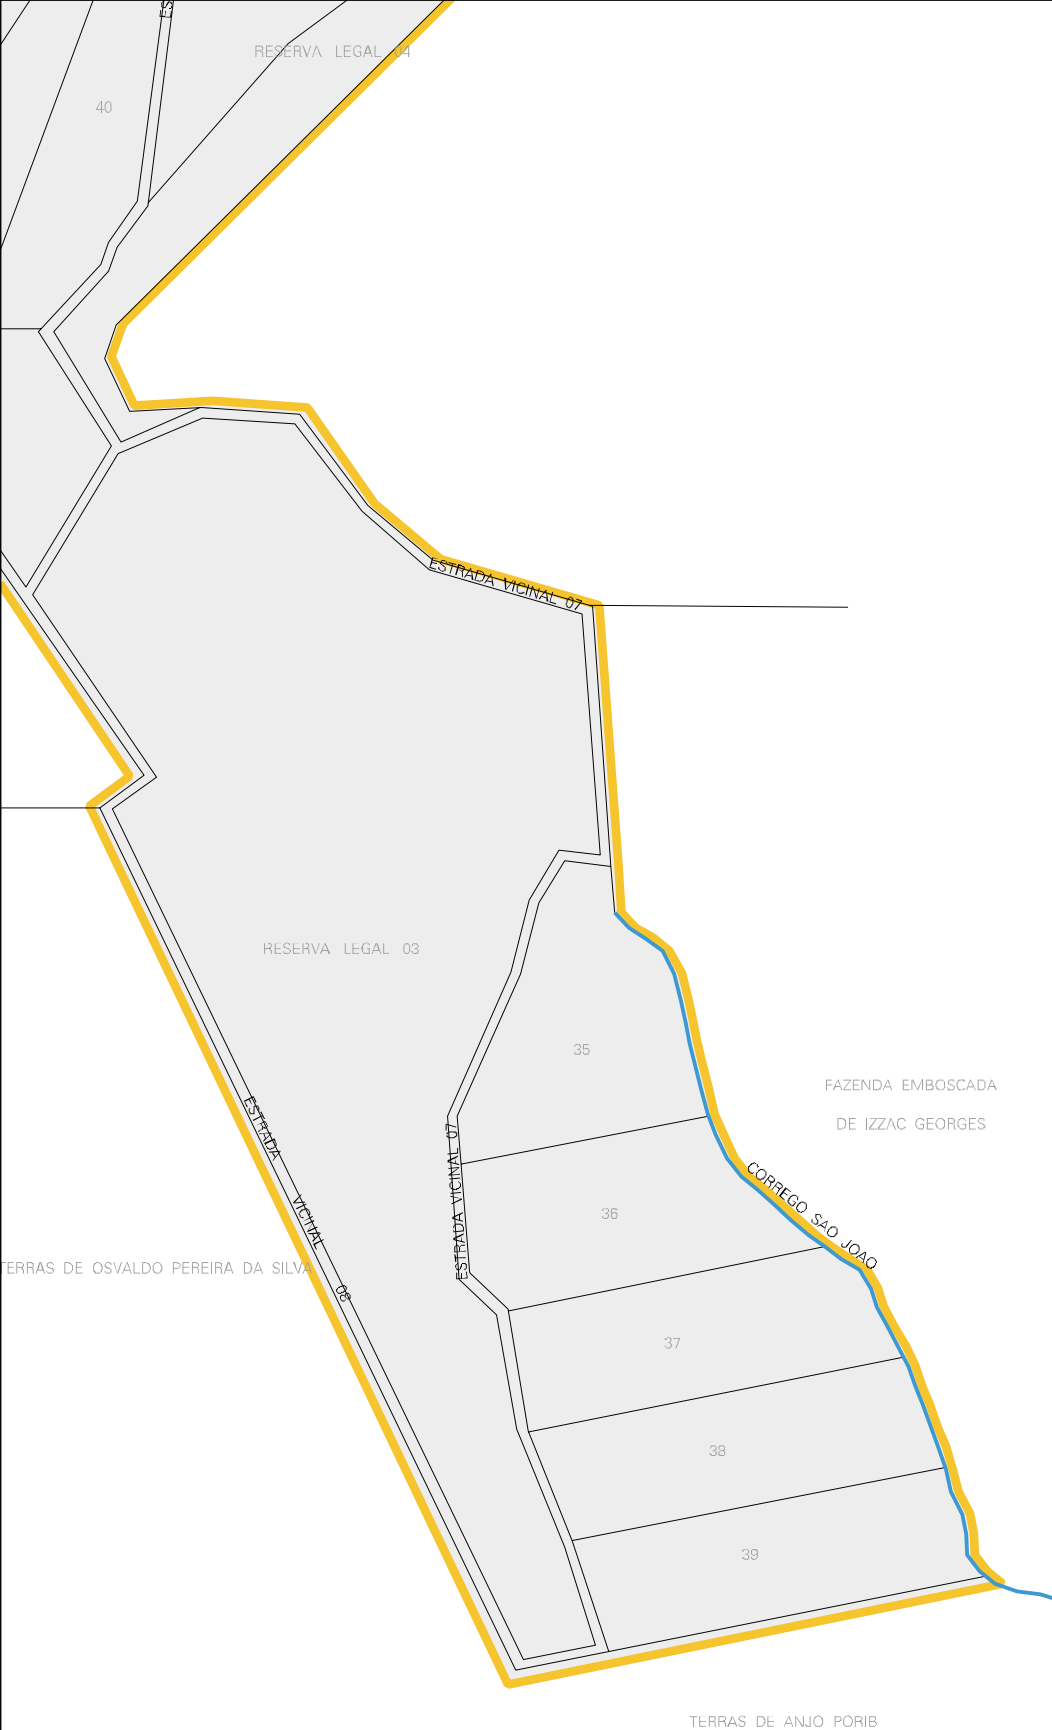 ES
RESERVA LEGAL 04
40
ESTRADA VICINAL 07
RESERVA LEGAL 03
35
FAZENDA EMBOSCADA
DE IZZAC GEORGES
ESTRADA VICINAL 08
ESTRADA VICINAL 07
CORREGO SAO JOAO
36
TERRAS DE OSVALDO PEREIRA DA SILVA
37
38
39
TERRAS DE ANJO PORIB